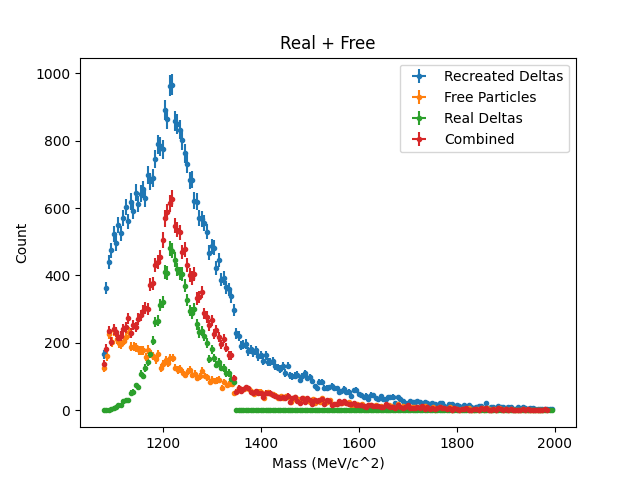 Real + Free
Recreated Deltas
Free Particles
Real Deltas
Combined
1000
800
600
400
200
0
Count
1200
1400
1600
1800
2000
Mass (MeV/c^2)